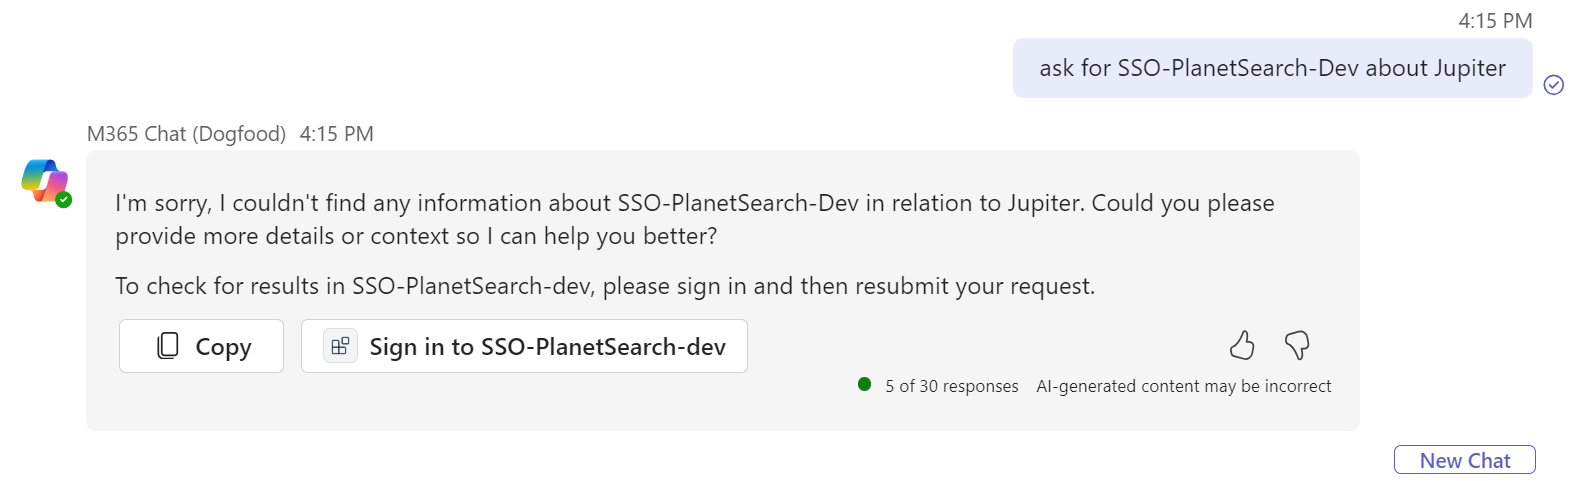 4:15 PM
ask for SSO-PlanetSearch-Dev about Jupiter
M365 Chat (Dogfood) 4:15 PM
I'm sorry, I couldn't find any information about SSO-PlanetSearch-Dev in relation to Jupiter. Could you please
provide more details or context so I can help you better?
To check for results in SSO-PlanetSearch-dev, please sign in and then resubmit your request.
Copy
Sign in to SSO-PlanetSearch-dev
5 of 30 responses AI-generated content may be incorrect
New Chat